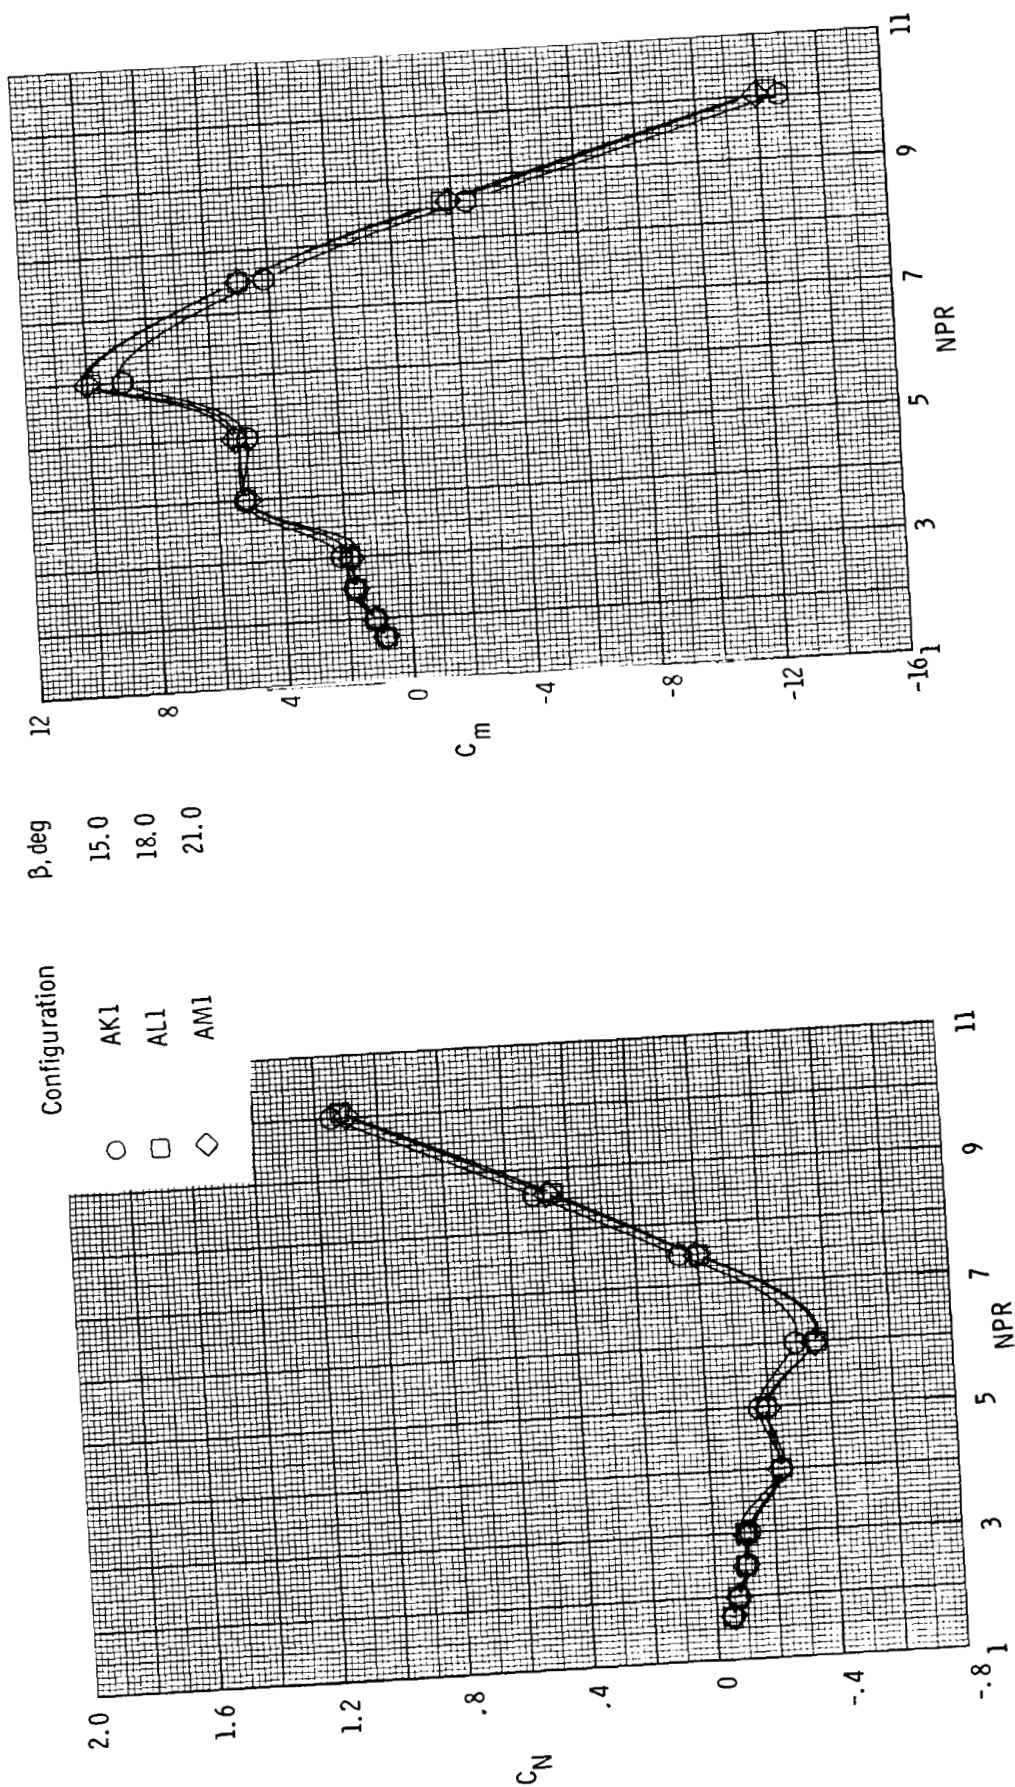 Configuration β, deg
AK1 15.0
AL1 18.0
AM1 21.0
2.0
1.6
1.2
.8
.4
0
-.4
-.8
C_N
1 3 5 7 9 11
NPR
12
8
4
0
-4
-8
-12
-16
C_m
1 3 5 7 9 11
NPR